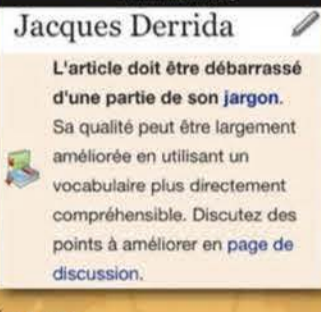 Jacques Derrida
L'article doit être débarrassé
d'une partie de son jargon.
Sa qualité peut être largement
améliorée en utilisant un
vocabulaire plus directement
compréhensible. Discutez des
points à améliorer en page de
discussion.